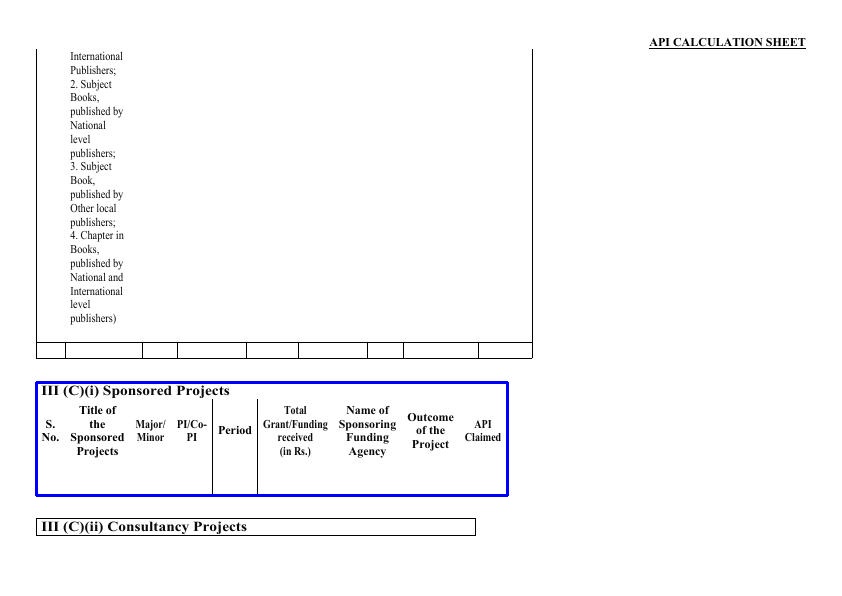 API CALCULATION SHEET
International
Publishers;
2. Subject
Books,
published by
National
level
publishers;
3. Subject
Book,
published by
Other local
publishers;
4. Chapter in
Books,
published by
National and
International
level
publishers)
III (C)(i) Sponsored Projects
S.
No.
Title of
the
Sponsored
Projects
Major/
Minor
PI/Co-
PI
Period
Total
Grant/Funding
received
(in Rs.)
Name of
Sponsoring
Funding
Agency
Outcome
of the
Project
API
Claimed
III (C)(ii) Consultancy Projects